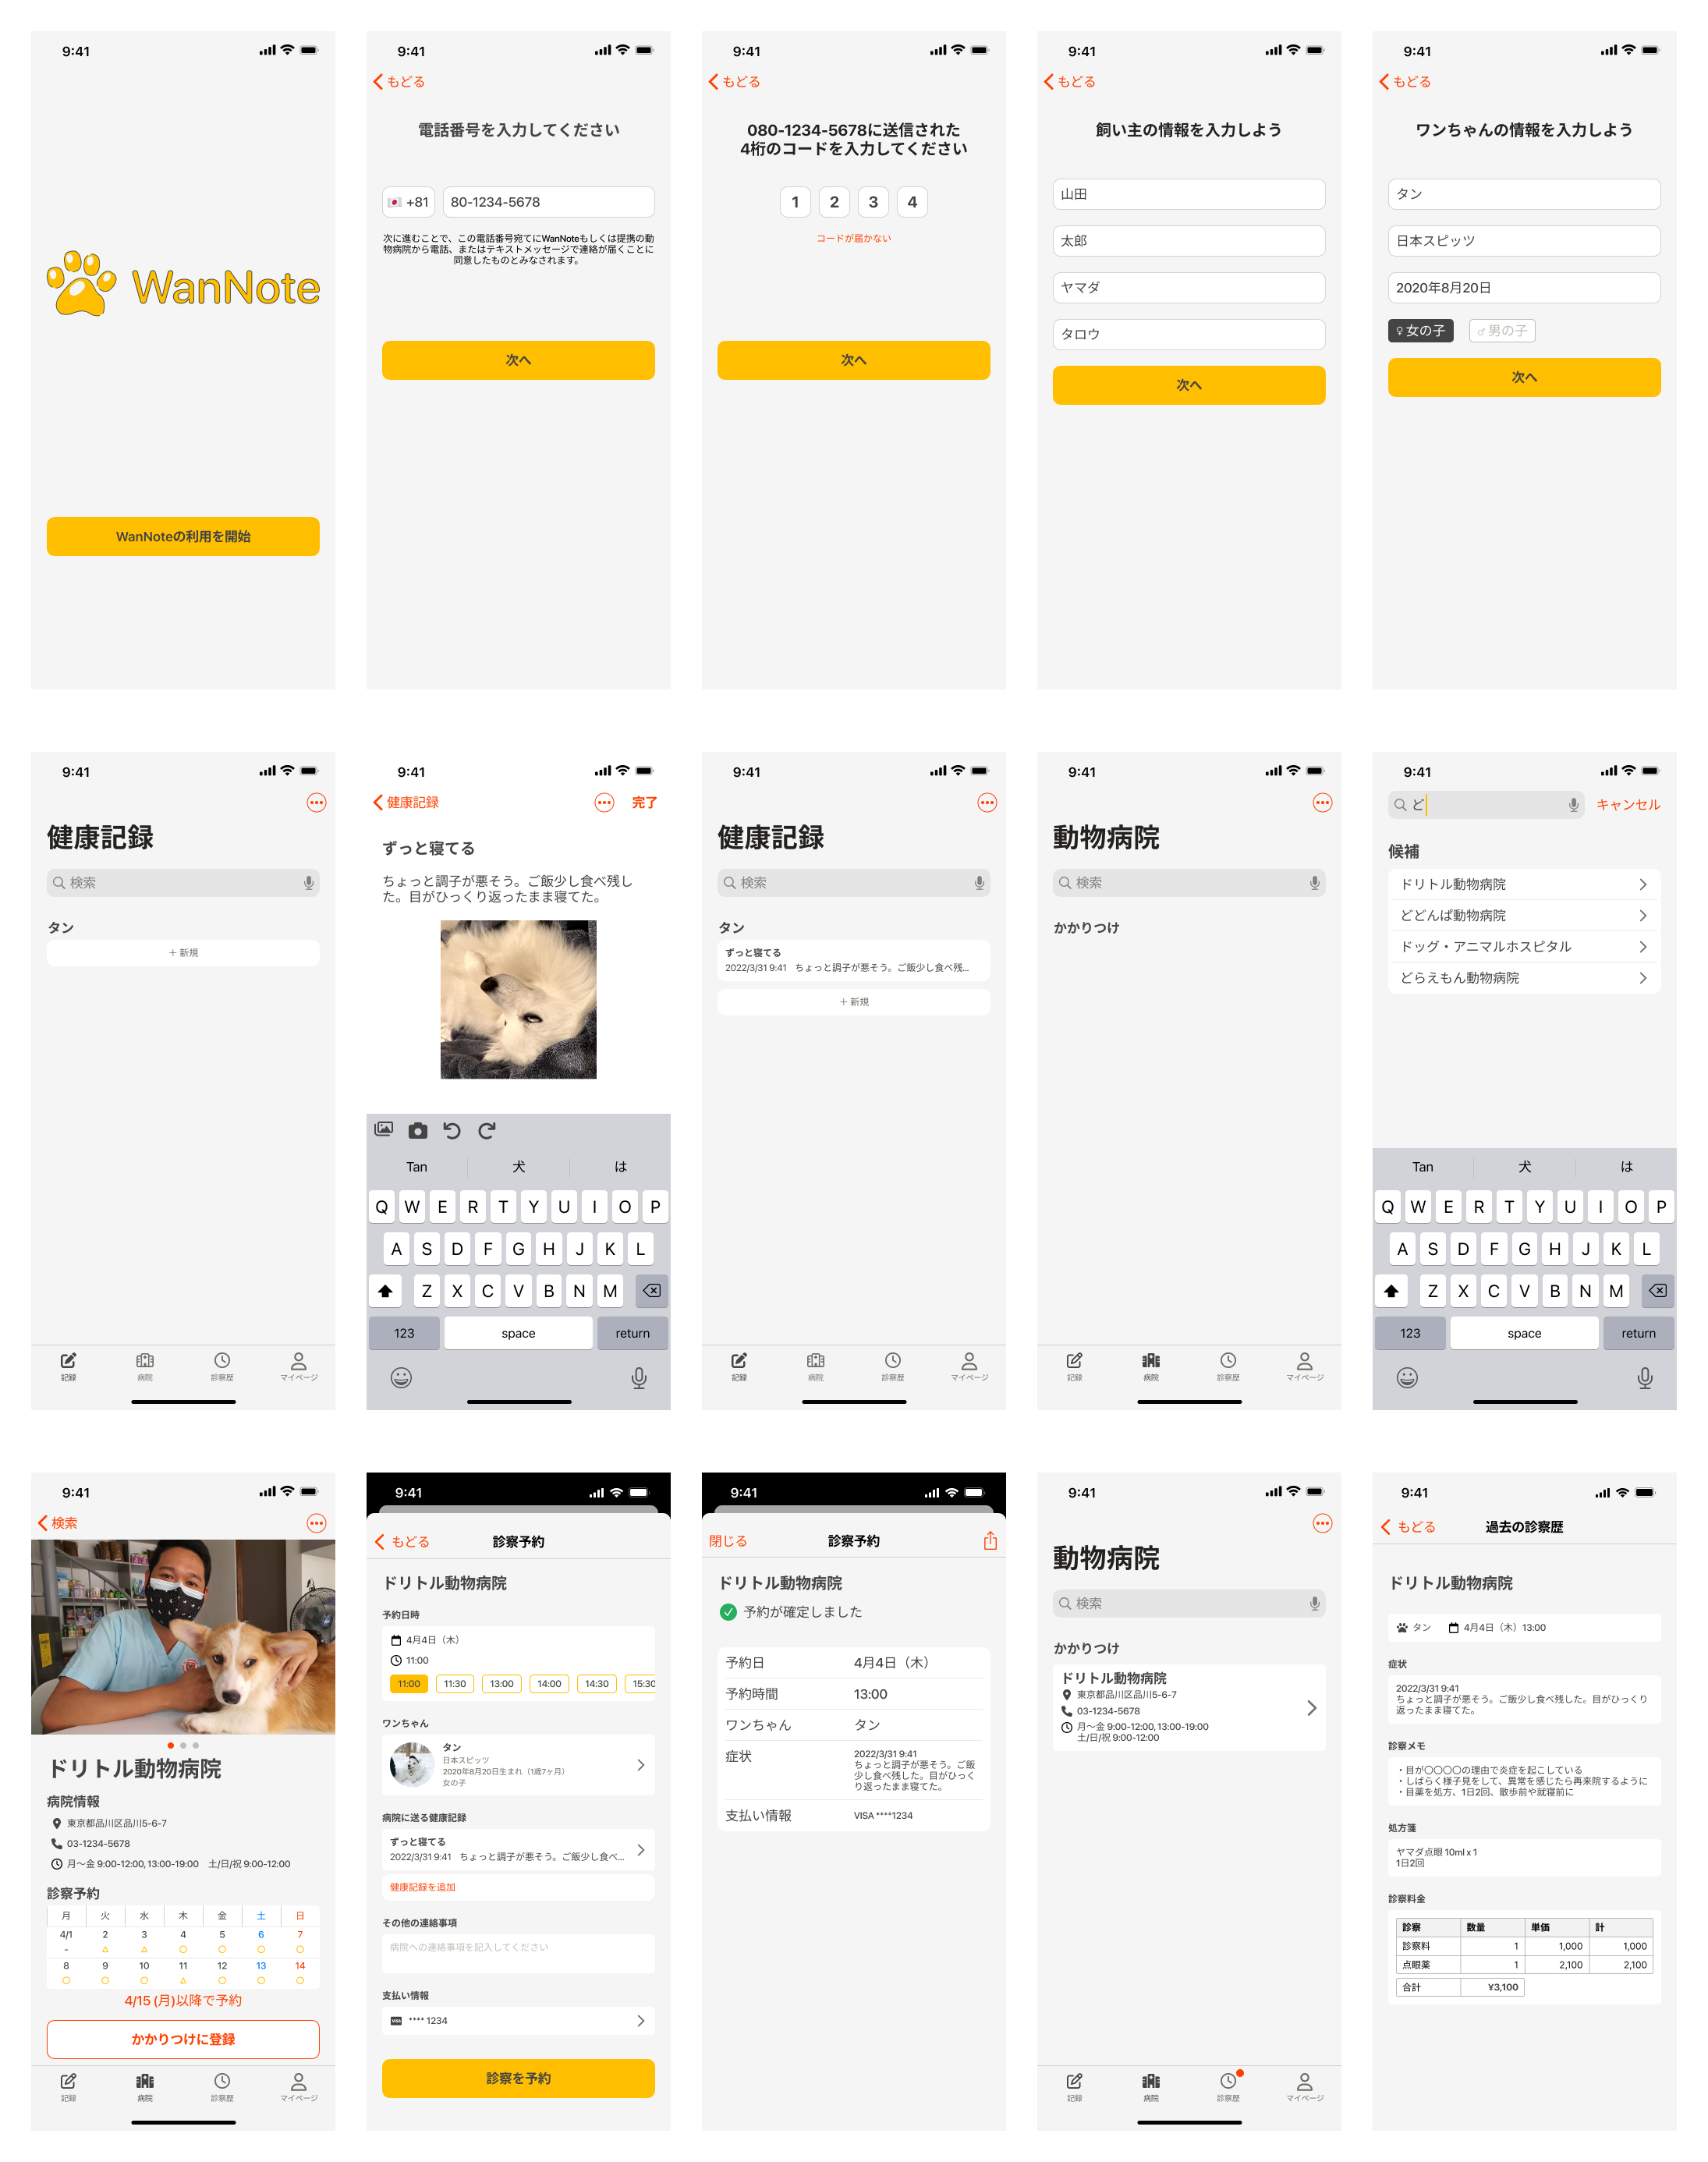 9:41
WanNote
WanNoteの利用を開始
9:41
もどる
電話番号を入力してください
+81
80-1234-5678
次に進むことで、この電話番号宛てにWanNoteもしくは提携の動
物病院から電話、またはテキストメッセージで連絡が届くことに
同意したものとみなされます。
次へ
9:41
もどる
080-1234-5678に送信された
4桁のコードを入力してください
1 2 3 4
コードが届かない
次へ
9:41
もどる
飼い主の情報を入力しよう
山田
太郎
ヤマダ
タロウ
次へ
9:41
もどる
ワンちゃんの情報を入力しよう
タン
日本スピッツ
2020年8月20日
♀女の子 ♂男の子
次へ
9:41
健康記録
検索
タン
+ 新規
記録 病院 診察歴 マイページ
9:41
健康記録 完了
ずっと寝てる
ちょっと調子が悪そう。ご飯少し食べ残し
た。目がひっくり返ったまま寝てた。
Tan 犬 は
Q W E R T Y U I O P
A S D F G H J K L
Z X C V B N M
123 space return
9:41
健康記録
検索
タン
ずっと寝てる
2022/3/31 9:41 ちょっと調子が悪そう。ご飯少し食べ残...
+ 新規
記録 病院 診察歴 マイページ
9:41
動物病院
検索
かかりつけ
記録 病院 診察歴 マイページ
9:41
ど キャンセル
候補
ドリトル動物病院
どどんぱ動物病院
ドッグ・アニマルホスピタル
どらえもん動物病院
Tan 犬 は
Q W E R T Y U I O P
A S D F G H J K L
Z X C V B N M
123 space return
9:41
検索
ドリトル動物病院
病院情報
東京都品川区品川5-6-7
03-1234-5678
月〜金 9:00-12:00, 13:00-19:00 土/日/祝 9:00-12:00
診察予約
月 火 水 木 金 土 日
4/1 2 3 4 5 6 7
- △ △ ○ ○ ○ ○
8 9 10 11 12 13 14
○ ○ ○ △ ○ ○ ○
4/15 (月)以降で予約
かかりつけに登録
記録 病院 診察歴 マイページ
9:41
もどる 診察予約
ドリトル動物病院
予約日時
4月4日（木）
11:00
11:00 11:30 13:00 14:00 14:30 15:30
ワンちゃん
タン
日本スピッツ
2020年8月20日生まれ（1歳7ヶ月）
女の子
病院に送る健康記録
ずっと寝てる
2022/3/31 9:41 ちょっと調子が悪そう。ご飯少し食べ...
健康記録を追加
その他の連絡事項
病院への連絡事項を記入してください
支払い情報
VISA **** 1234
診察を予約
9:41
閉じる 診察予約
ドリトル動物病院
予約が確定しました
予約日 4月4日（木）
予約時間 13:00
ワンちゃん タン
症状 2022/3/31 9:41
ちょっと調子が悪そう。ご飯
少し食べ残した。目がひっく
り返ったまま寝てた。
支払い情報 VISA ****1234
9:41
動物病院
検索
かかりつけ
ドリトル動物病院
東京都品川区品川5-6-7
03-1234-5678
月〜金 9:00-12:00, 13:00-19:00
土/日/祝 9:00-12:00
記録 病院 診察歴 マイページ
9:41
もどる 過去の診察歴
ドリトル動物病院
タン 4月4日（木）13:00
症状
2022/3/31 9:41
ちょっと調子が悪そう。ご飯少し食べ残した。目がひっくり
返ったまま寝てた。
診察メモ
・目が〇〇〇〇の理由で炎症を起こしている
・しばらく様子見をして、異常を感じたら再来院するように
・目薬を処方、1日2回、散歩前や就寝前に
処方箋
ヤマダ点眼 10ml x 1
1日2回
診察料金
診察 数量 単価 計
診察料 1 1,000 1,000
点眼薬 1 2,100 2,100
合計 ¥3,100